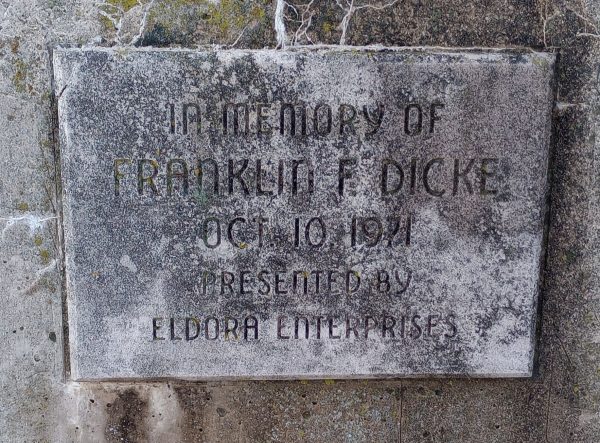 IN MEMORY OF
FRANKLIN F. DICKE
OCT. 10, 1971
PRESENTED BY
ELDORA ENTERPRISES